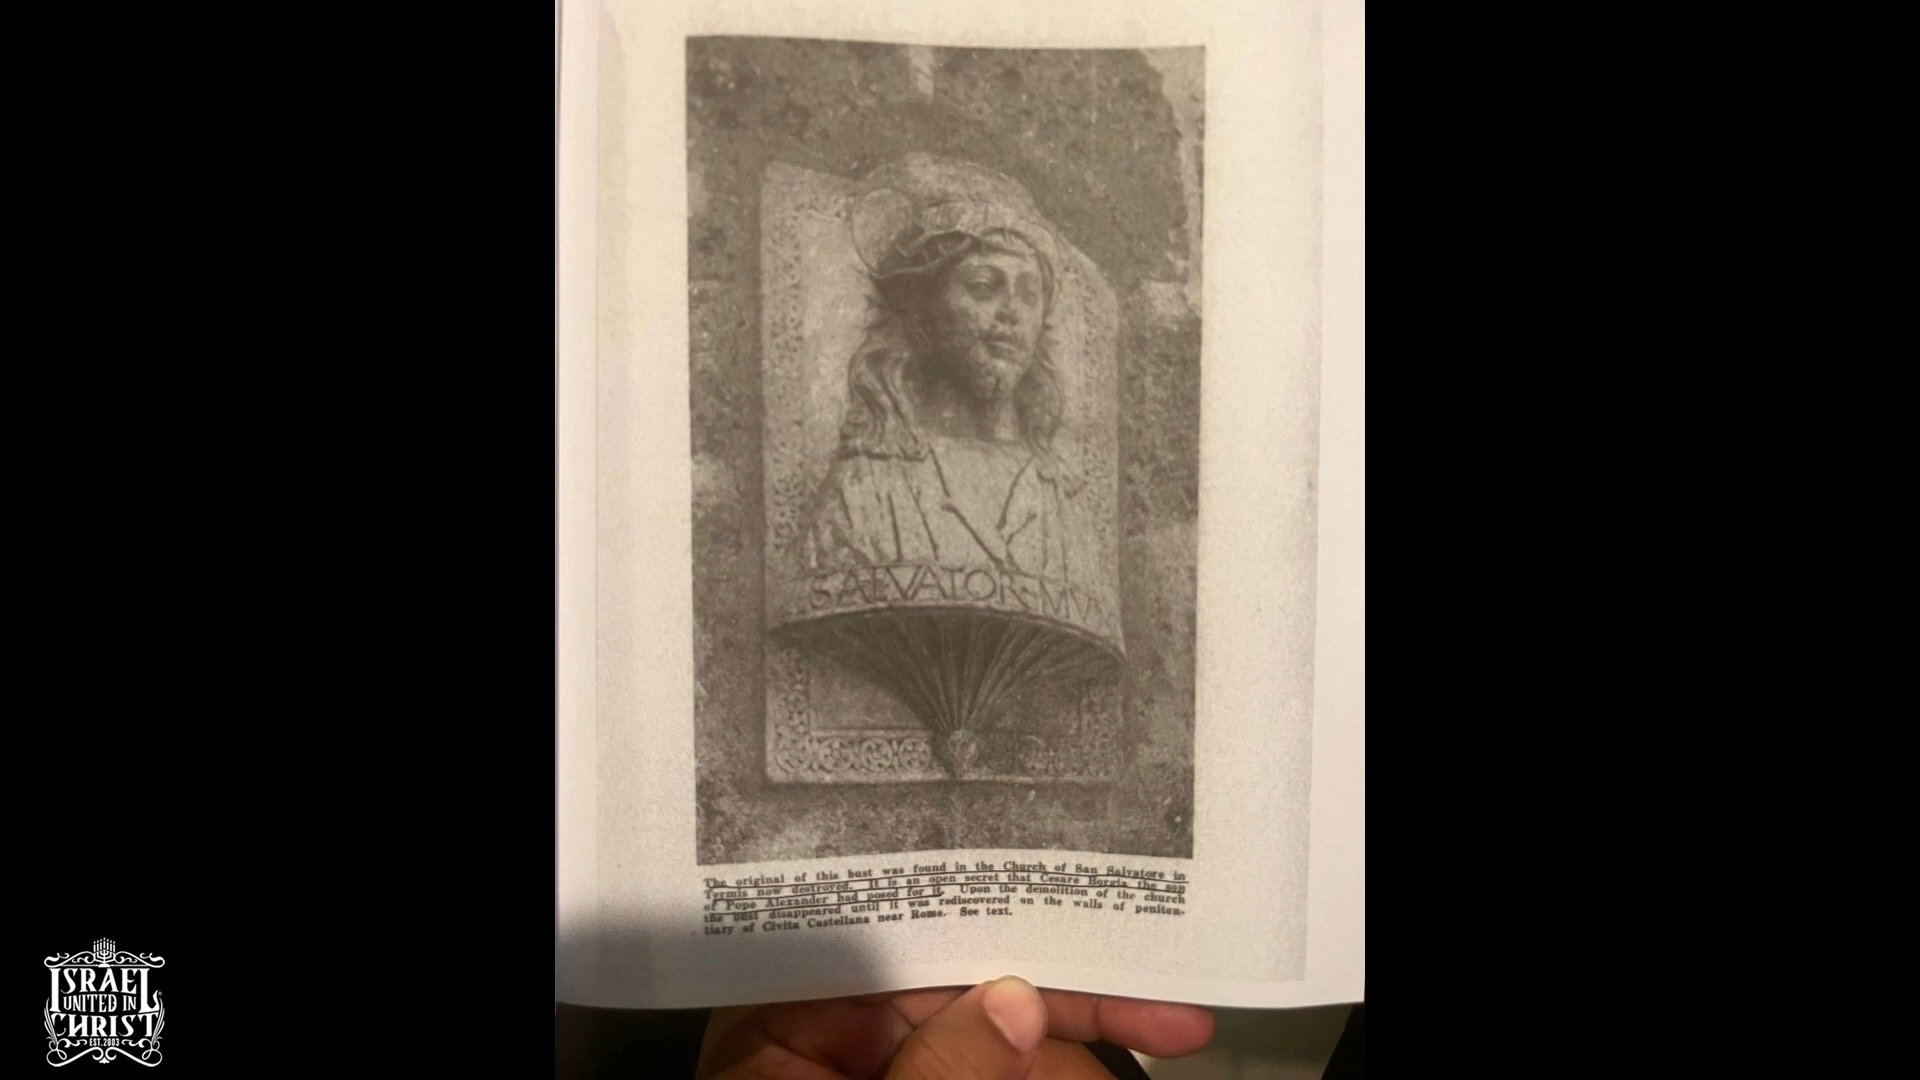 SALVATOR·MVN
The original of this bust was found in the Church of San Salvatore in
Termis now destroyed. It is an open secret that Cesare Borgia the son
of Pope Alexander had posed for it. Upon the demolition of the church
the bust disappeared until it was rediscovered on the walls of peniten-
tiary of Civita Castellana near Rome. See text.
ISRAEL
UNITED IN
CHRIST
EST. 2003